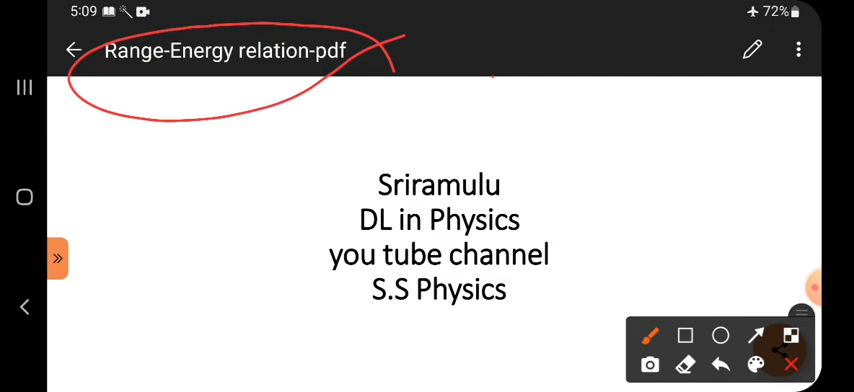 5:09
72%
Range-Energy relation-pdf
Sriramulu
DL in Physics
you tube channel
S.S Physics